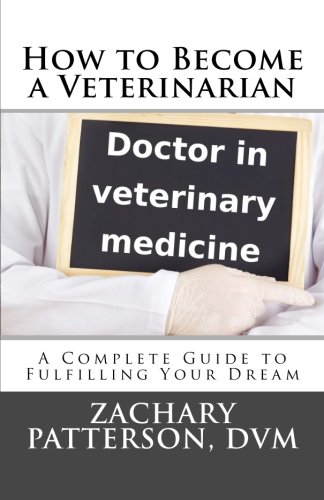 How to Become
a Veterinarian
Doctor in
veterinary
medicine
A Complete Guide to
Fulfilling Your Dream
Zachary
Patterson, DVM